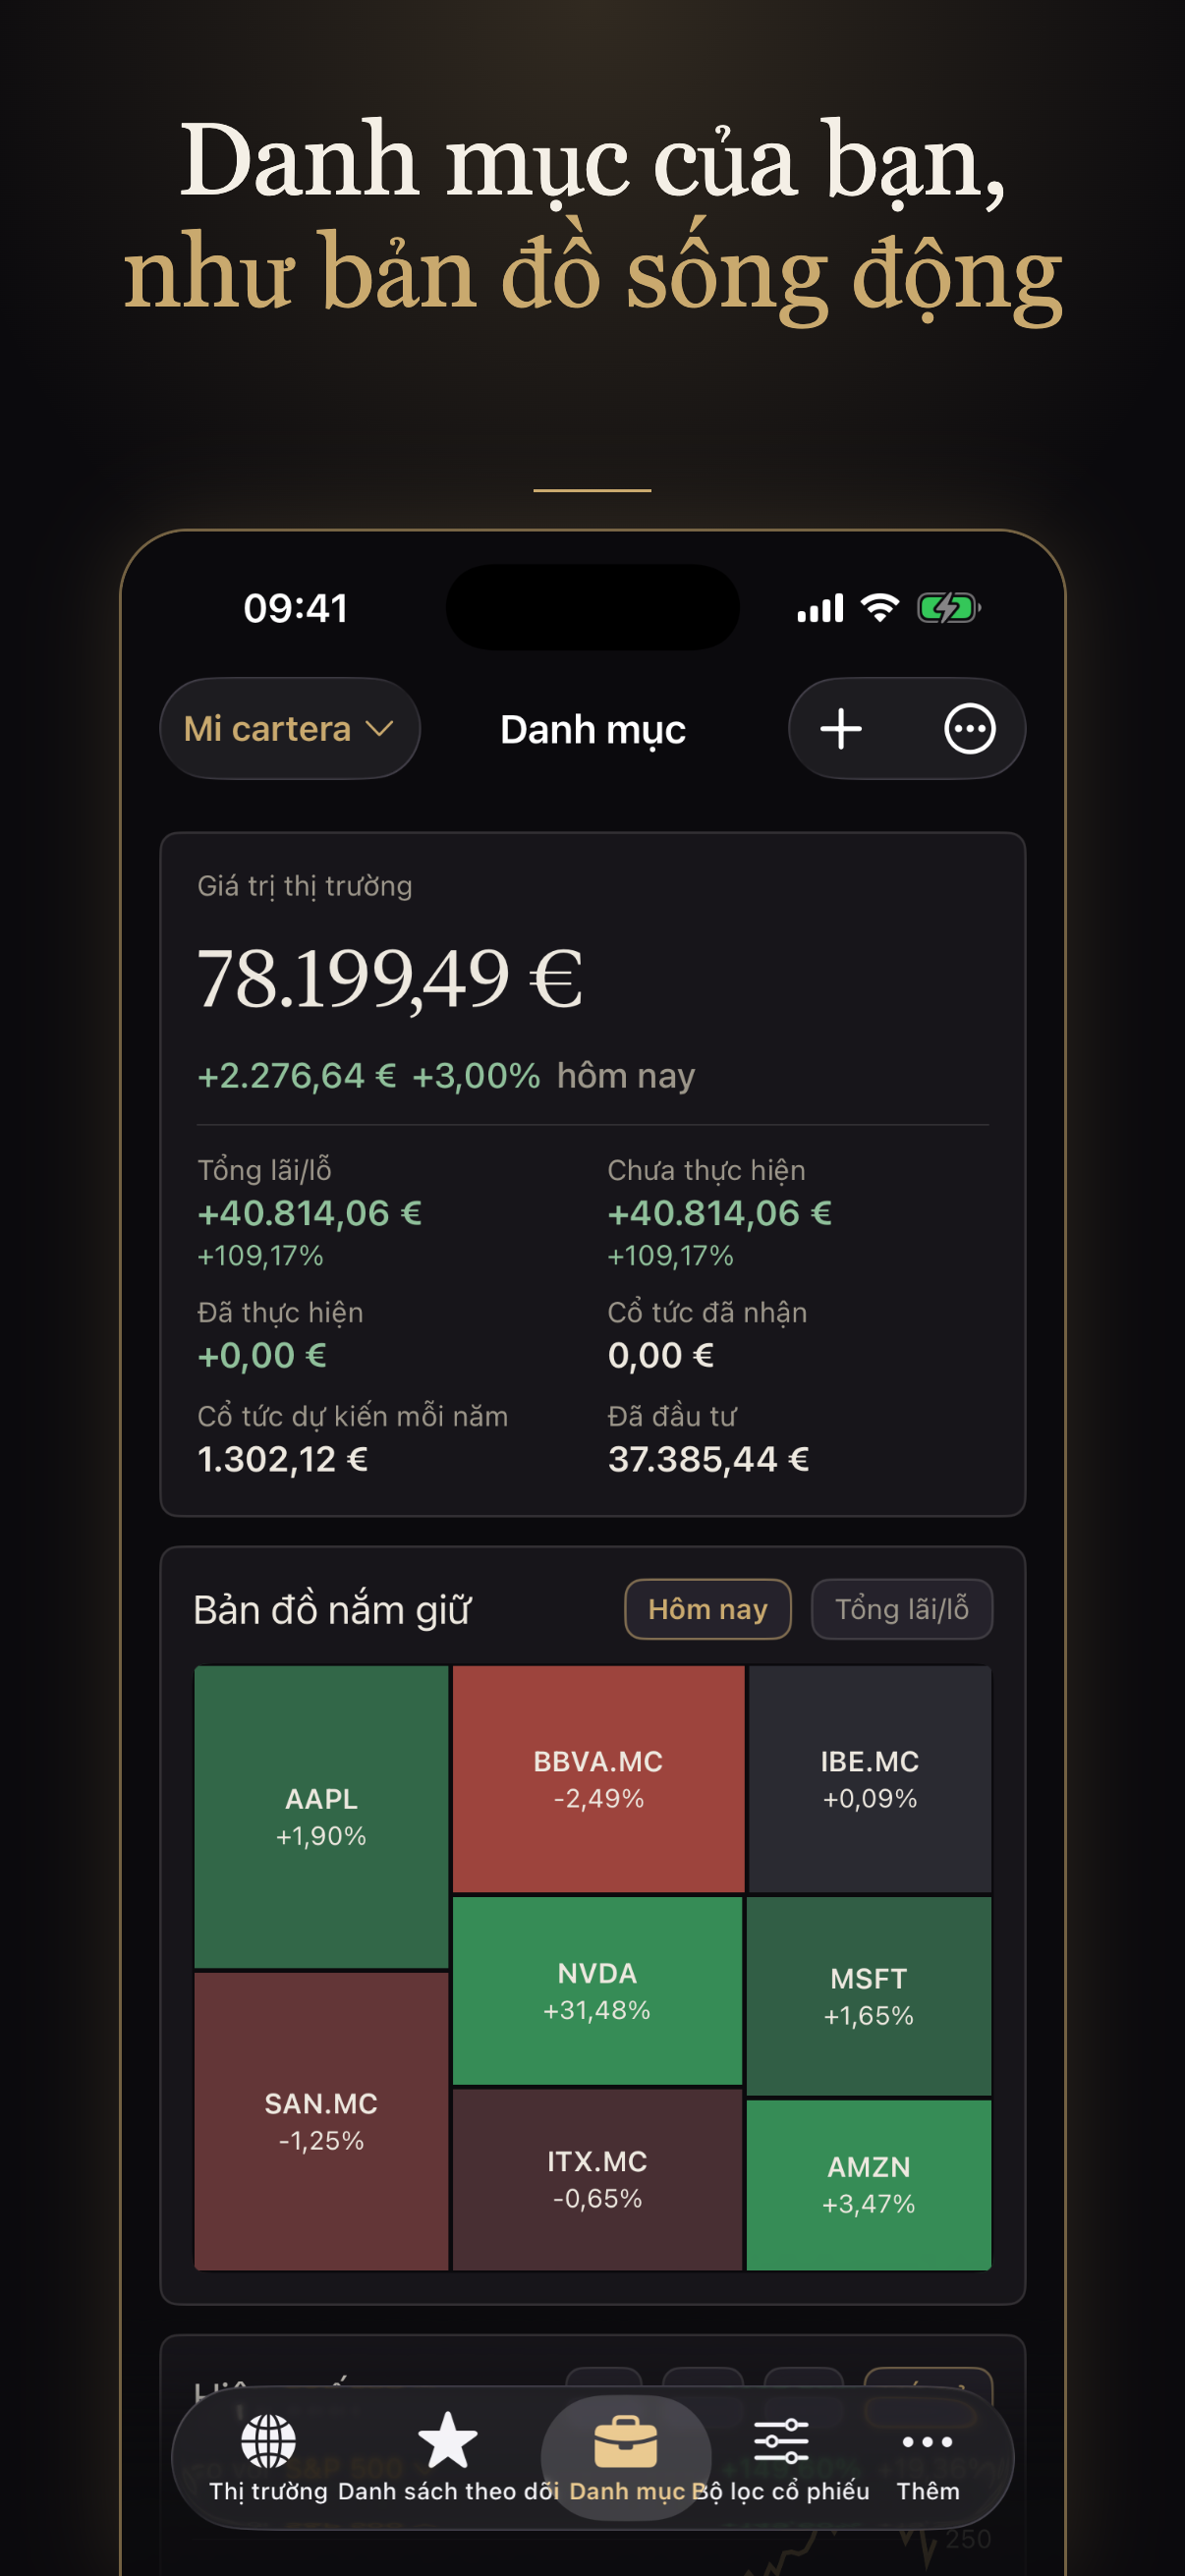 Danh mục của bạn,
như bản đồ sống động
09:41
Mi cartera
Danh mục
Giá trị thị trường
78.199,49 €
+2.276,64 € +3,00% hôm nay
Tổng lãi/lỗ
Chưa thực hiện
+40.814,06 €
+40.814,06 €
+109,17%
+109,17%
Đã thực hiện
Cổ tức đã nhận
+0,00 €
0,00 €
Cổ tức dự kiến mỗi năm
Đã đầu tư
1.302,12 €
37.385,44 €
Bản đồ nắm giữ
Hôm nay
Tổng lãi/lỗ
AAPL
+1,90%
BBVA.MC
-2,49%
IBE.MC
+0,09%
NVDA
+31,48%
MSFT
+1,65%
SAN.MC
-1,25%
ITX.MC
-0,65%
AMZN
+3,47%
S&P 500
Thị trường
Danh sách theo dõi
Danh mục
Bộ lọc cổ phiếu
Thêm
250